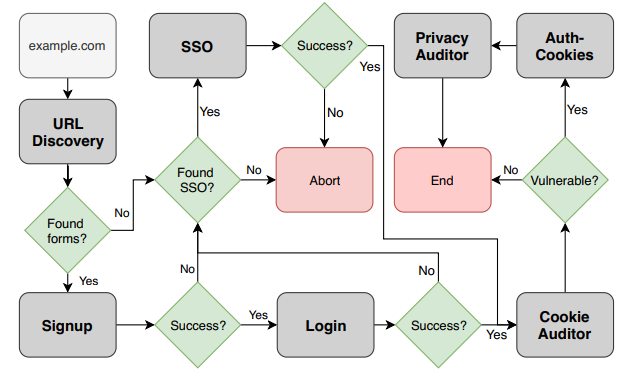 example.com
SSO
Success?
Yes
No
Privacy
Auditor
Auth-
Cookies
URL
Discovery
Yes
Yes
Found
SSO?
No
Abort
End
No
Vulnerable?
Found
forms?
No
Yes
No
No
Signup
Success?
Yes
Login
Success?
Yes
Cookie
Auditor